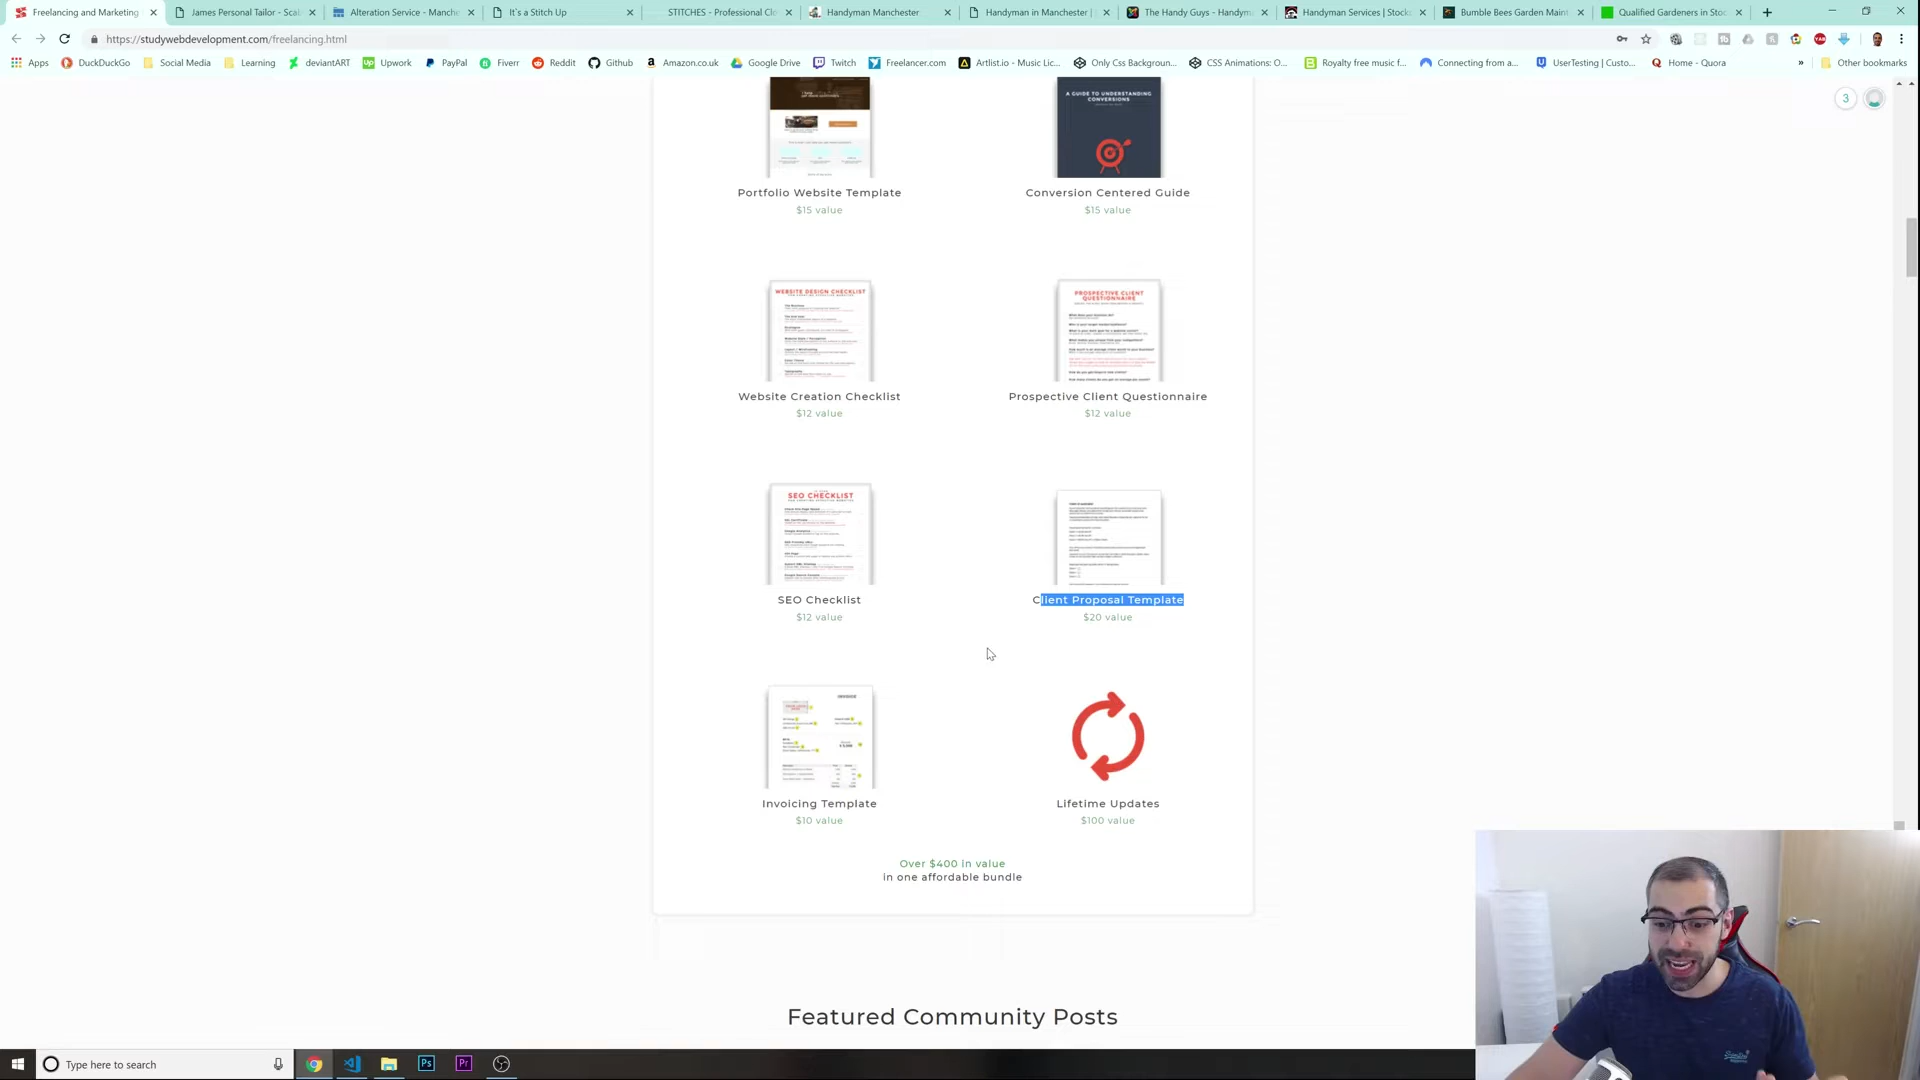 Freelancing and Marketing
James Personal Tailor - Scal
Alteration Service - Manche
It's a Stitch Up
STITCHES - Professional Clo
Handyman Manchester
Handyman in Manchester |
The Handy Guys - Handym
Handyman Services | Stock
Bumble Bees Garden Maint
Qualified Gardeners in Stoc
https://studywebdevelopment.com/freelancing.html
Apps
DuckDuckGo
Social Media
Learning
deviantART
Upwork
PayPal
Fiverr
Reddit
Github
Amazon.co.uk
Google Drive
Twitch
Freelancer.com
Artlist.io - Music Lic...
Only Css Backgroun...
CSS Animations: O...
Royalty free music f...
Connecting from a...
UserTesting | Custo...
Home - Quora
» Other bookmarks
3
A GUIDE TO UNDERSTANDING
CONVERSIONS
Portfolio Website Template
$15 value
Conversion Centered Guide
$15 value
WEBSITE DESIGN CHECKLIST
PROSPECTIVE CLIENT
QUESTIONNAIRE
Website Creation Checklist
$12 value
Prospective Client Questionnaire
$12 value
SEO CHECKLIST
SEO Checklist
$12 value
Client Proposal Template
$20 value
INVOICE
Invoicing Template
$10 value
Lifetime Updates
$100 value
Over $400 in value
in one affordable bundle
Featured Community Posts
Type here to search
Ps
Pr